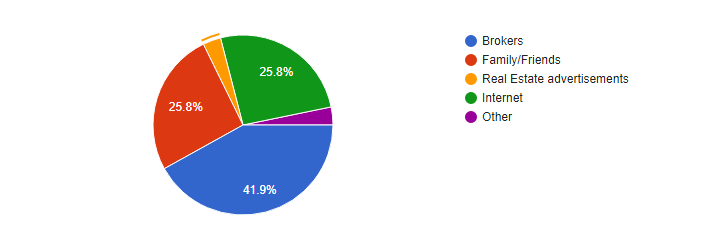 25.8%
25.8%
41.9%
Brokers
Family/Friends
Real Estate advertisements
Internet
Other